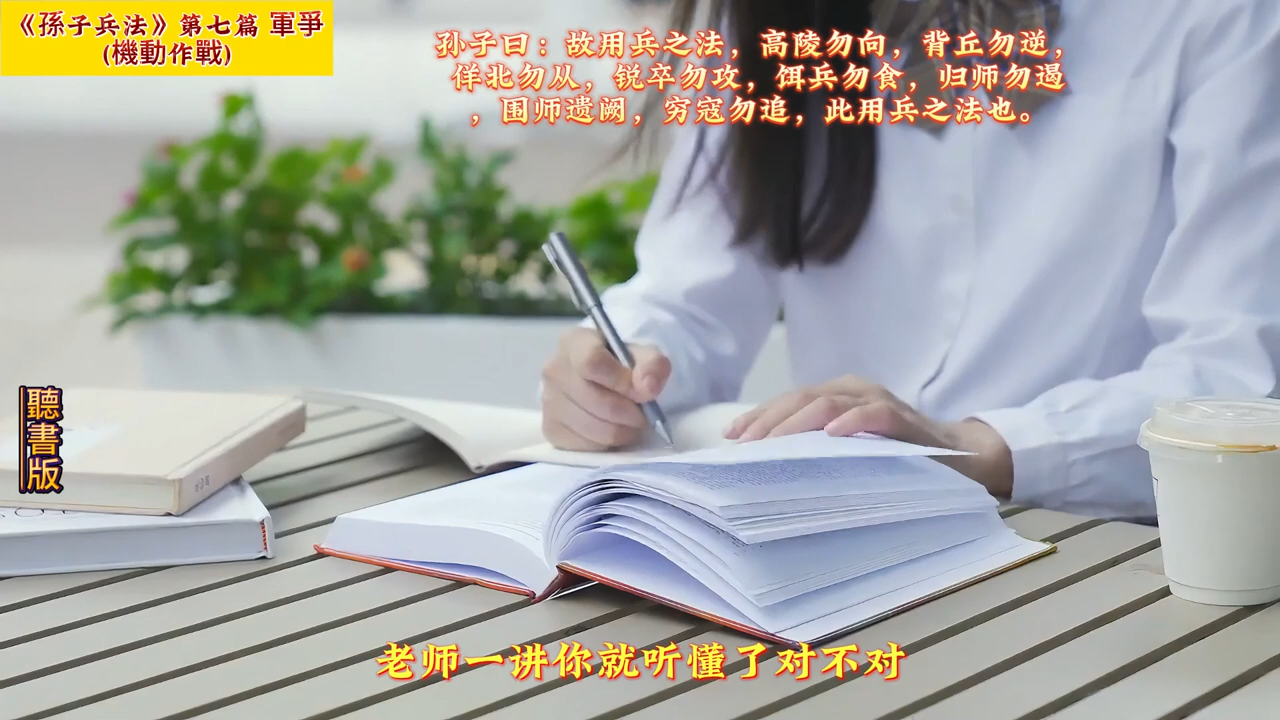 《孫子兵法》第七篇 軍爭
(機動作戰)
孙子曰：故用兵之法，高陵勿向，背丘勿逆，
佯北勿从，锐卒勿攻，饵兵勿食，归师勿遏
，围师遗阙，穷寇勿追，此用兵之法也。
聽書版
老师一讲你就听懂了对不对